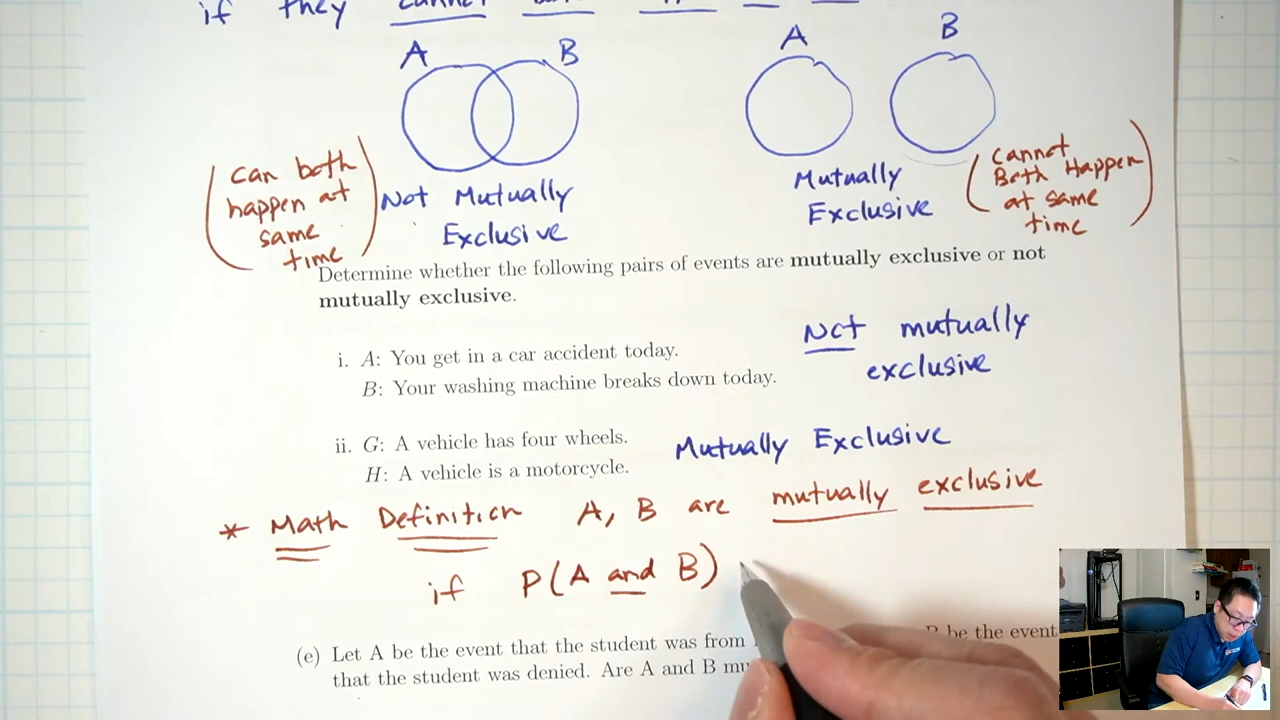 if they cannot
A B
A B
(can both
happen at
same
time)
Not Mutually
Exclusive
Mutually
Exclusive
(Cannot
Both Happen
at same
time)
Determine whether the following pairs of events are mutually exclusive or not
mutually exclusive.
i. A: You get in a car accident today.
B: Your washing machine breaks down today.
Not mutually
exclusive
ii. G: A vehicle has four wheels.
H: A vehicle is a motorcycle.
Mutually Exclusive
* Math Definition A, B are mutually exclusive
if P(A and B)
(e) Let A be the event that the student was from B be the event
that the student was denied. Are A and B mu